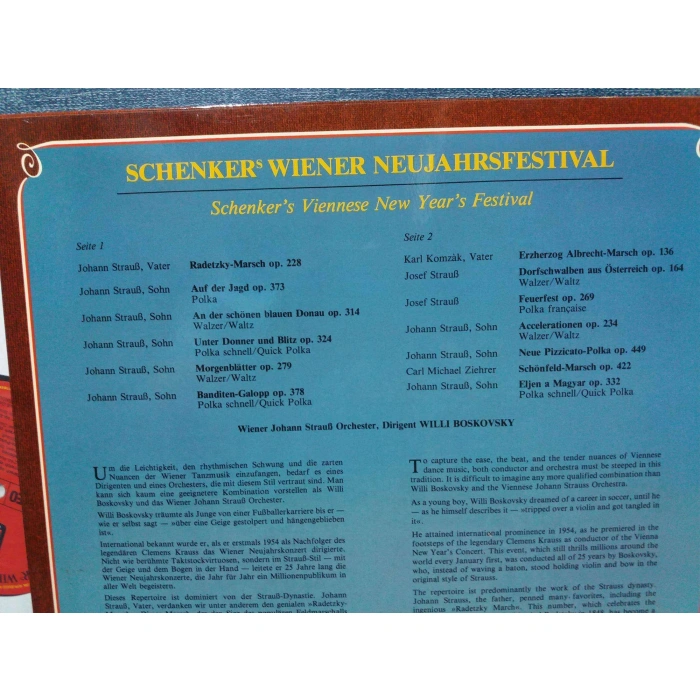 SCHENKERs WIENER NEUJAHRSFESTIVAL
Schenker's Viennese New Year's Festival
Seite 1
Johann Strauß, Vater Radetzky-Marsch op. 228
Johann Strauß, Sohn Auf der Jagd op. 373
Polka
Johann Strauß, Sohn An der schönen blauen Donau op. 314
Walzer/Waltz
Johann Strauß, Sohn Unter Donner und Blitz op. 324
Polka schnell/Quick Polka
Johann Strauß, Sohn Morgenblätter op. 279
Walzer/Waltz
Johann Strauß, Sohn Banditen-Galopp op. 378
Polka schnell/Quick Polka
Seite 2
Karl Komzák, Vater Erzherzog Albrecht-Marsch op. 136
Josef Strauß Dorfschwalben aus Österreich op. 164
Walzer/Waltz
Josef Strauß Feuerfest op. 269
Polka française
Johann Strauß, Sohn Accelerationen op. 234
Walzer/Waltz
Johann Strauß, Sohn Neue Pizzicato-Polka op. 449
Carl Michael Ziehrer Schönfeld-Marsch op. 422
Johann Strauß, Sohn Eljen a Magyar op. 332
Polka schnell/Quick Polka
Wiener Johann Strauß Orchester, Dirigent WILLI BOSKOVSKY
Um die Leichtigkeit, den rhythmischen Schwung und die zarten
Nuancen der Wiener Tanzmusik einzufangen, bedarf es eines
Dirigenten und eines Orchesters, die mit diesem Stil vertraut sind. Man
kann sich kaum eine geeignetere Kombination vorstellen als Willi
Boskovsky und das Wiener Johann Strauß Orchester.
Willi Boskovsky träumte als Junge von einer Fußballerkarriere bis er —
wie er selbst sagt — »über eine Geige gestolpert und hängengeblieben
ist«.
International bekannt wurde er, als er erstmals 1954 als Nachfolger des
legendären Clemens Krauss das Wiener Neujahrskonzert dirigierte.
Nicht wie berühmte Taktstockvirtuosen, sondern im Strauß-Stil — mit
der Geige und dem Bogen in der Hand — leitete er 25 Jahre lang die
Wiener Neujahrskonzerte, die Jahr für Jahr ein Millionenpublikum in
aller Welt begeistern.
Dieses Repertoire ist dominiert von der Strauß-Dynastie. Johann
Strauß, Vater, verdanken wir unter anderem den genialen »Radetzky-
To capture the ease, the beat, and the tender nuances of Viennese
dance music, both conductor and orchestra must be steeped in this
tradition. It is difficult to imagine any more qualified combination than
Willi Boskovsky and the Viennese Johann Strauss Orchestra.
As a young boy, Willi Boskovsky dreamed of a career in soccer, until he
— as he himself describes it — »tripped over a violin and got tangled in
it«.
He attained international prominence in 1954, as he premiered in the
footsteps of the legendary Clemens Krauss as conductor of the Vienna
New Year's Concert. This event, which still thrills millions around the
world every January first, was conducted all of 25 years by Boskovsky,
who, instead of waving a baton, stood holding violin and bow in the
original style of Strauss.
The repertoire is predominantly the work of the Strauss dynasty.
Johann Strauss, the father, penned many favorites, including the
ingenious »Radetzky March«. This number, which celebrates the